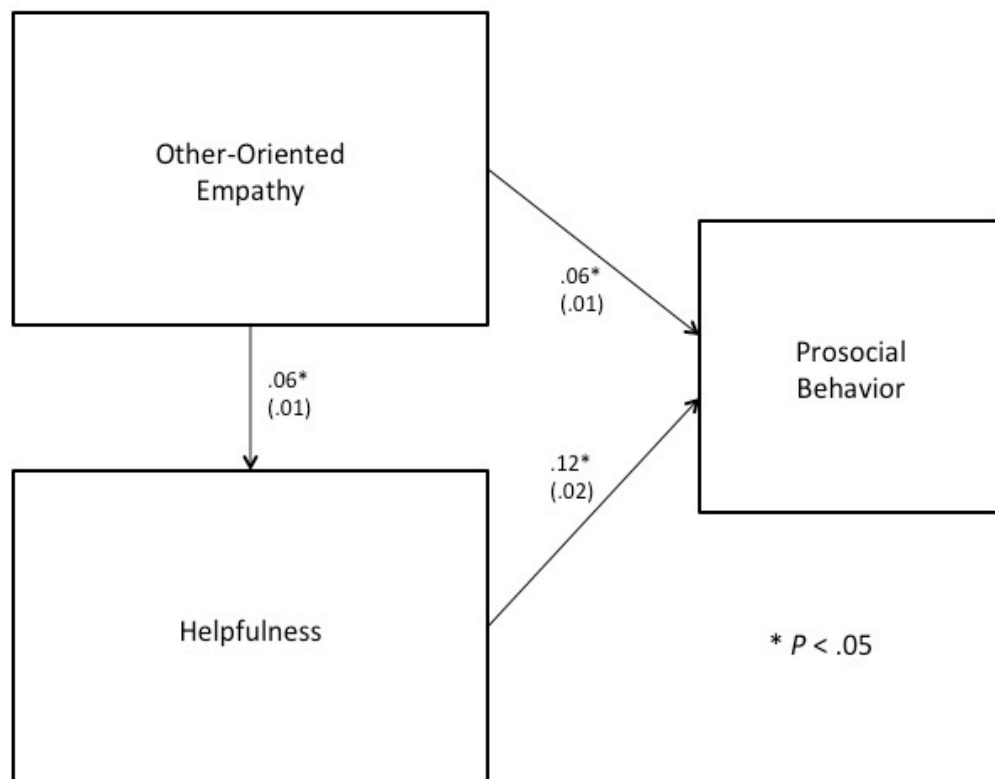 Other-Oriented
Empathy
.06*
(.01)
Prosocial
Behavior
.06*
(.01)
.12*
(.02)
Helpfulness
* P < .05